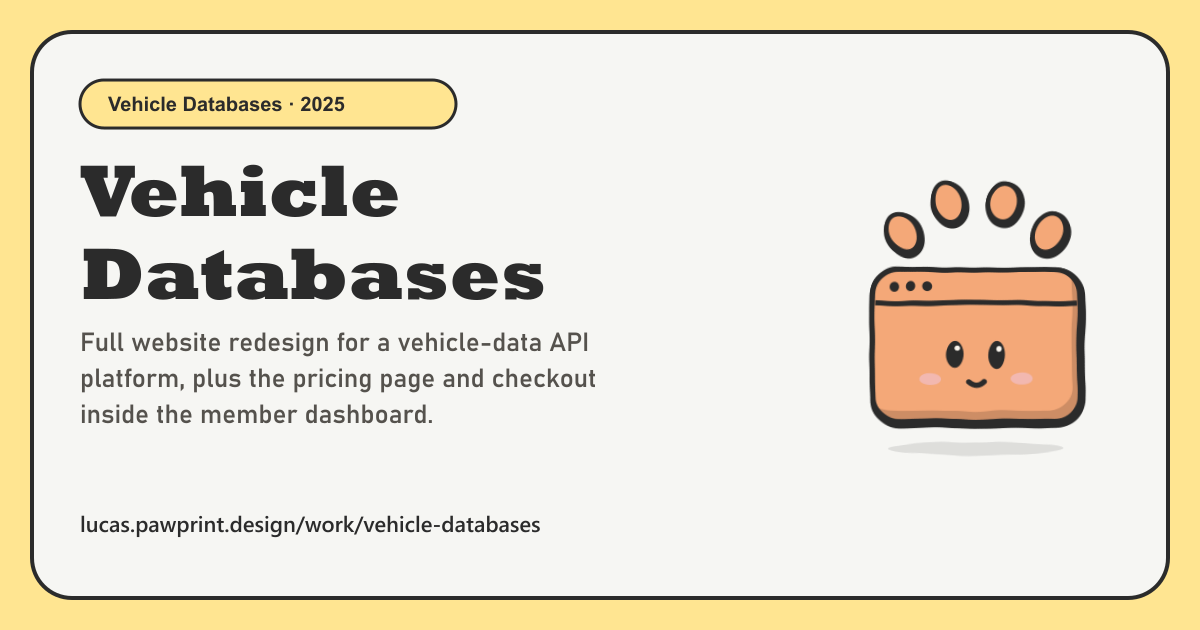 Vehicle Databases · 2025
Vehicle
Databases
Full website redesign for a vehicle-data API
platform, plus the pricing page and checkout
inside the member dashboard.
lucas.pawprint.design/work/vehicle-databases